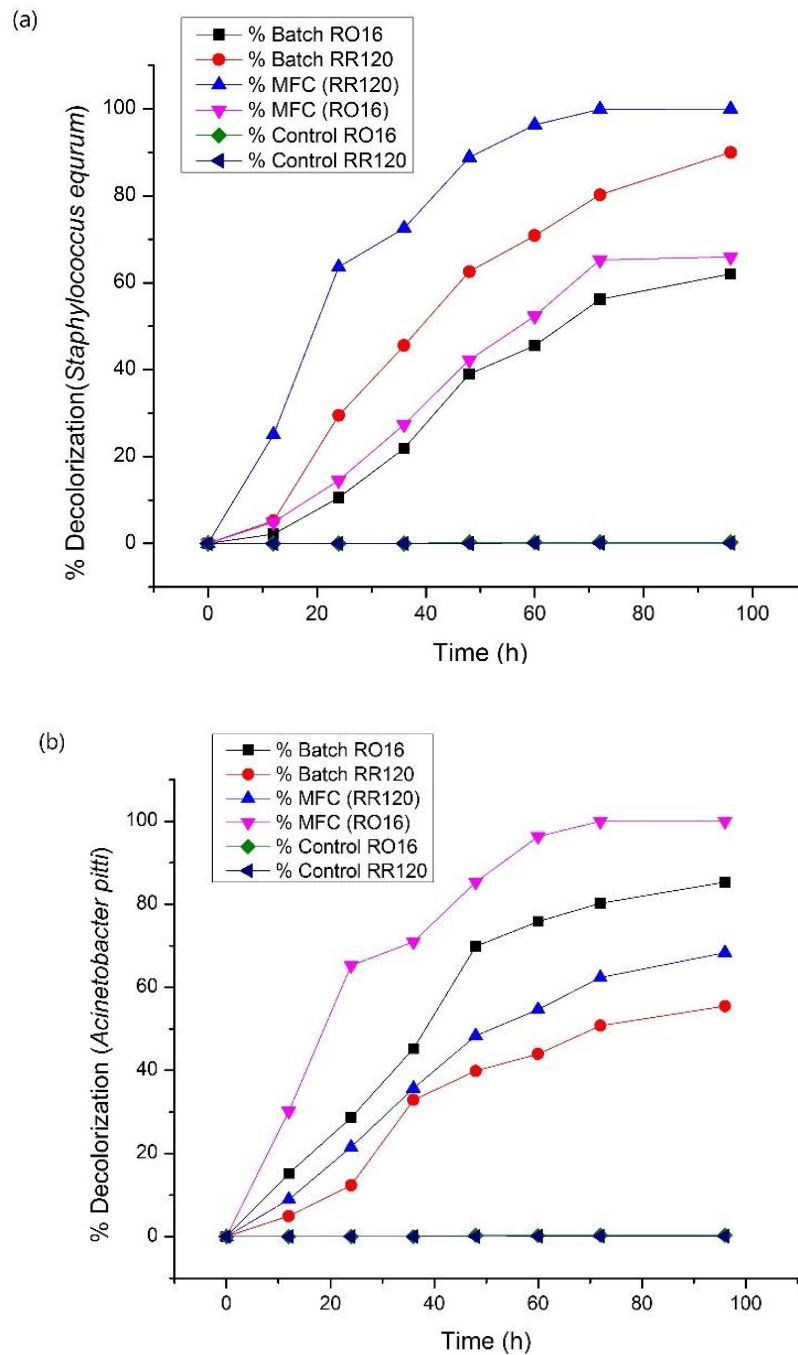 (a)
% Batch RO16
% Batch RR120
% MFC (RR120)
% MFC (RO16)
% Control RO16
% Control RR120
100
80
60
40
20
0
% Decolorization(Staphylococcus equrum)
0 20 40 60 80 100
Time (h)
(b)
% Batch RO16
% Batch RR120
% MFC (RR120)
% MFC (RO16)
% Control RO16
% Control RR120
100
80
60
40
20
0
% Decolorization (Acinetobacter pitti)
0 20 40 60 80 100
Time (h)